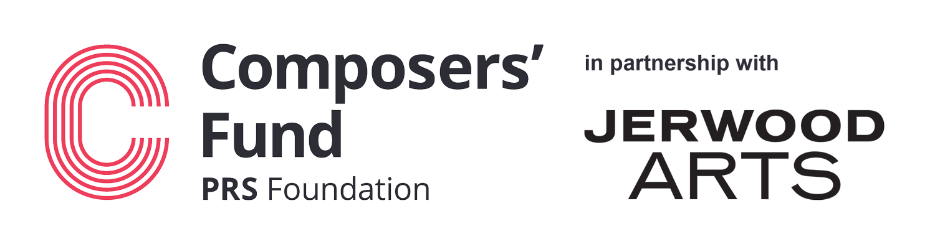 Composers’
Fund
PRS Foundation
in partnership with
JERWOOD
ARTS